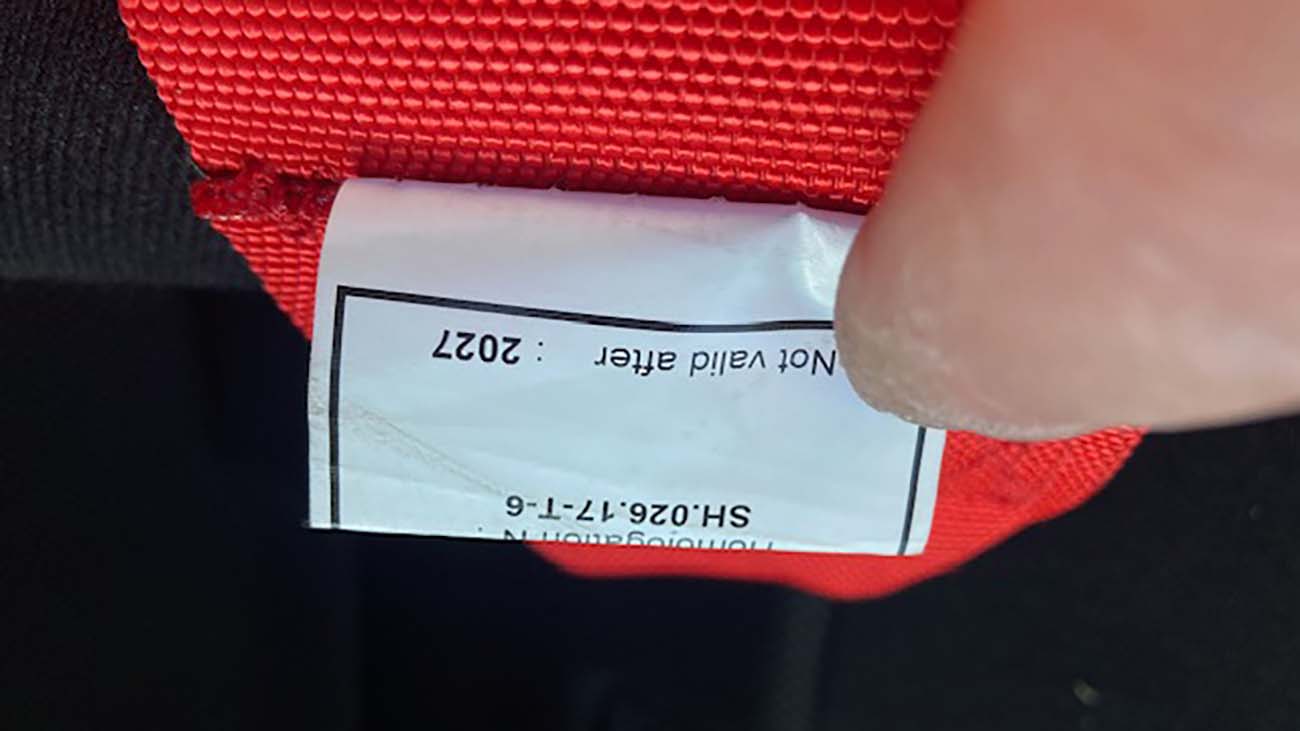 Homologation N :
SH.026.17-T-6
Not valid after : 2027